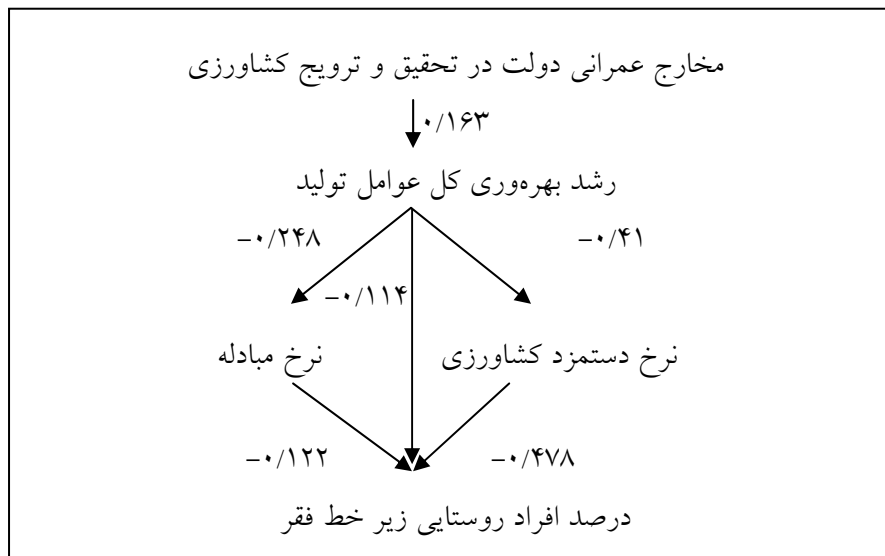 مخارج عمرانی دولت در تحقیق و ترویج کشاورزی
۰/۱۶۳
رشد بهره‌وری کل عوامل تولید
-۰/۴۱
-۰/۲۴۸
-۰/۱۱۴
نرخ دستمزد کشاورزی
نرخ مبادله
-۰/۴۷۸
-۰/۱۲۲
درصد افراد روستایی زیر خط فقر